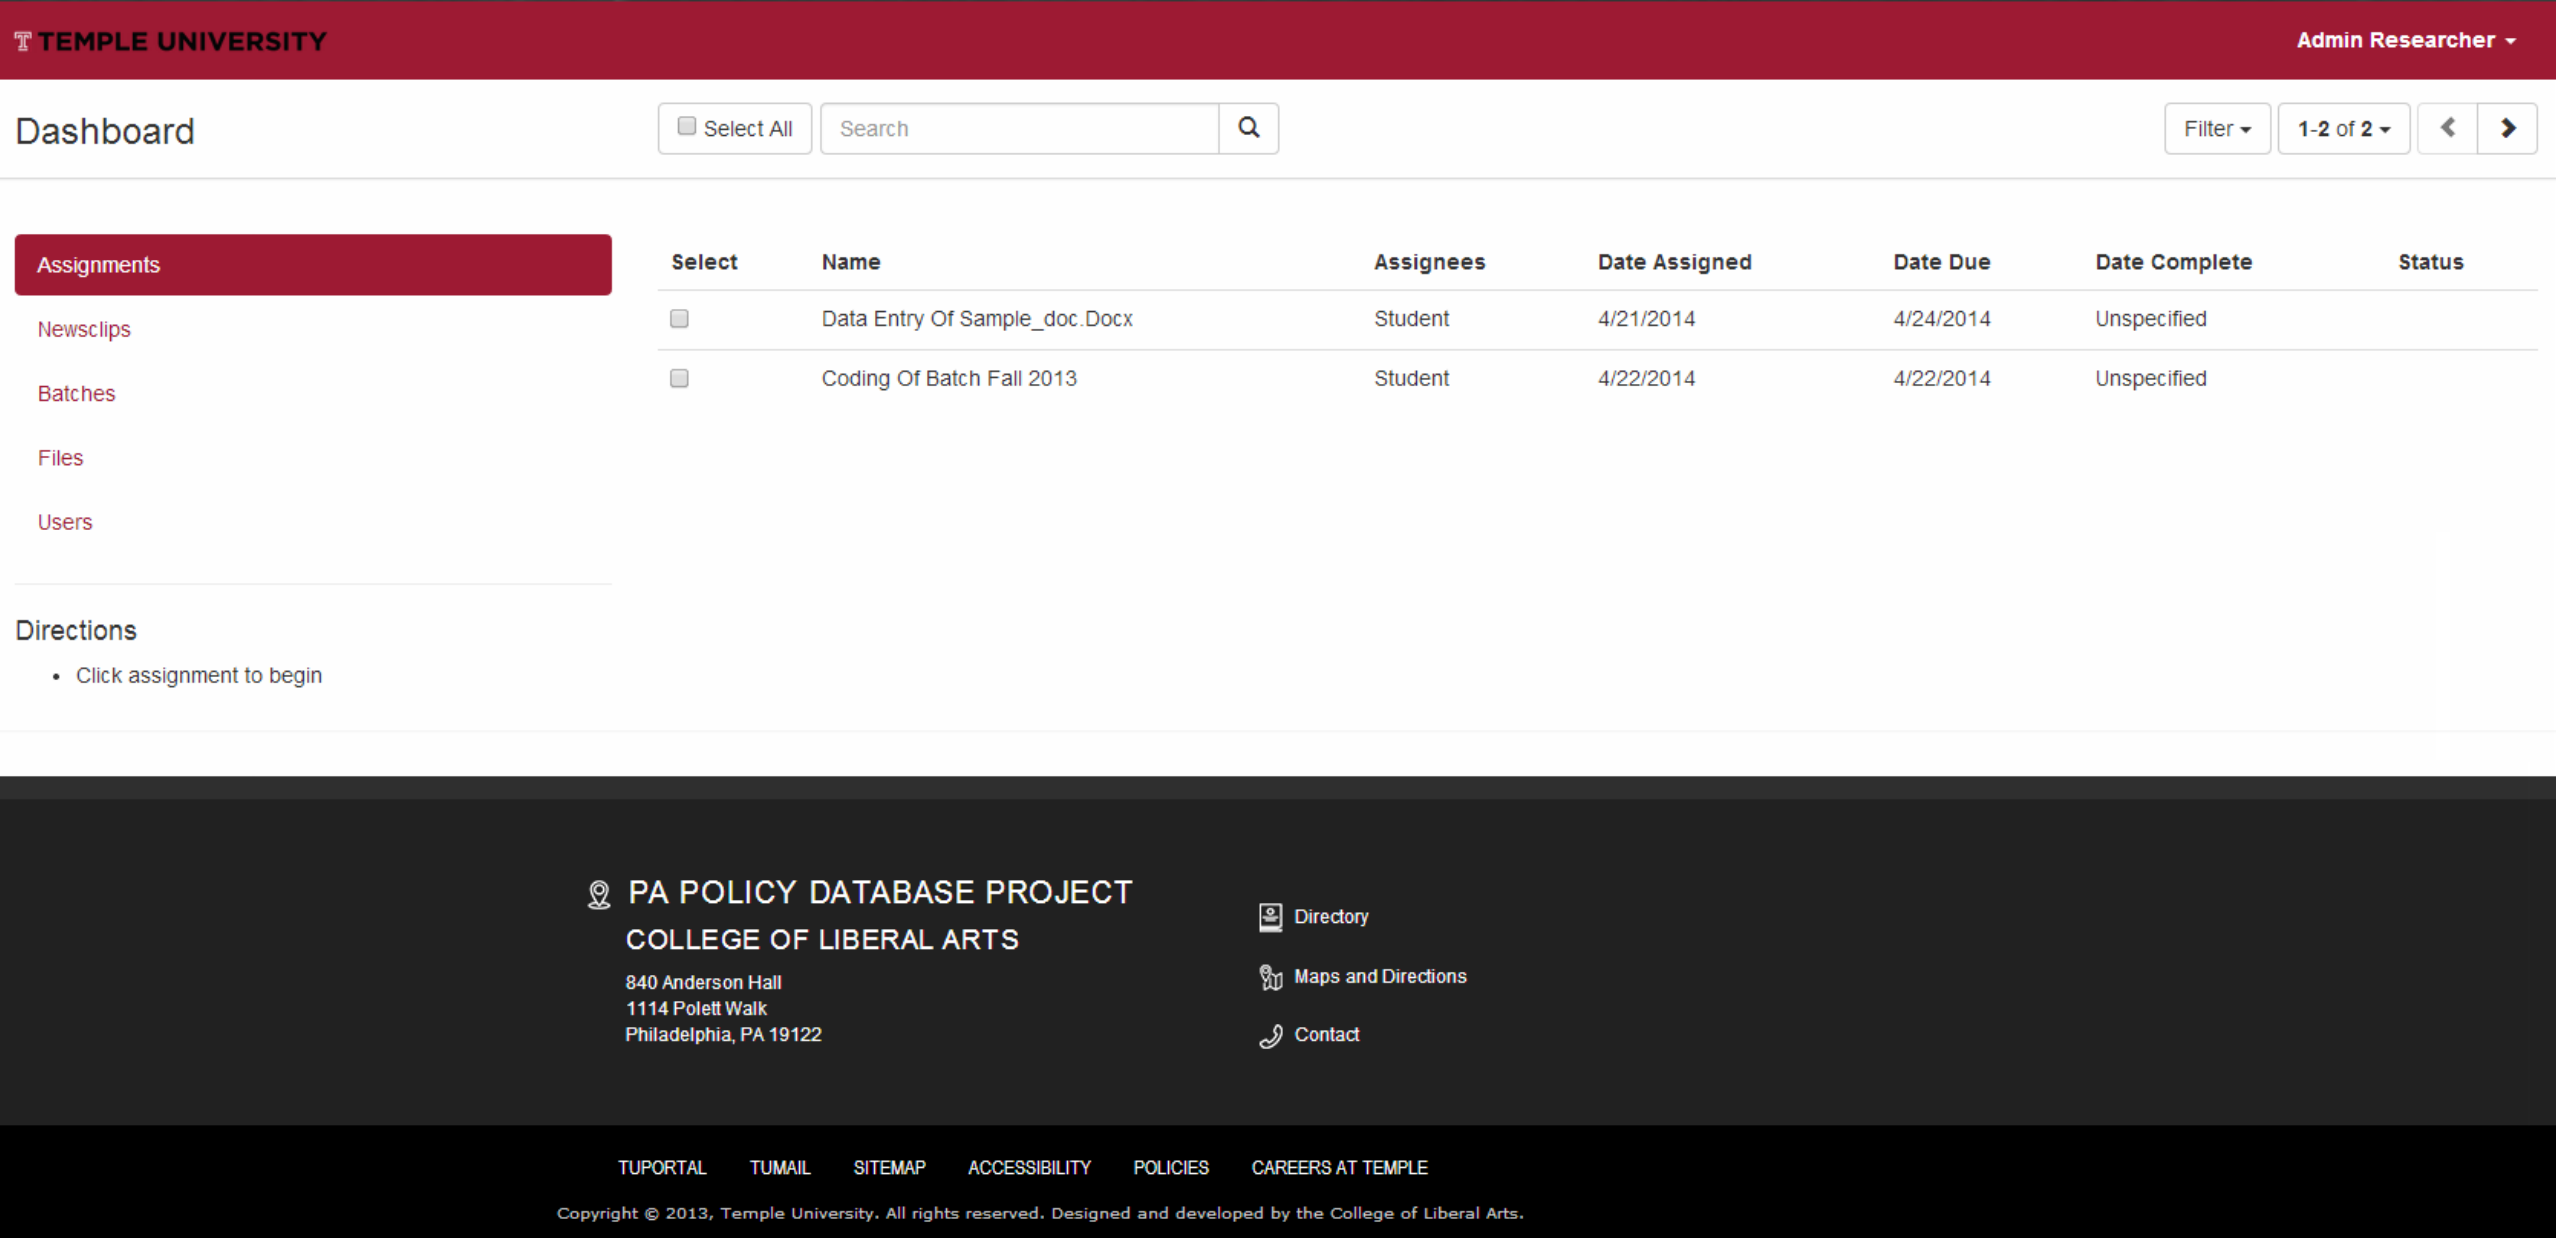 TEMPLE UNIVERSITY
Admin Researcher
Dashboard
Select All
Search
Filter
1-2 of 2
Assignments
Newsclips
Batches
Files
Users
Directions
• Click assignment to begin
Select Name Assignees Date Assigned Date Due Date Complete Status
Data Entry Of Sample_doc.Docx Student 4/21/2014 4/24/2014 Unspecified
Coding Of Batch Fall 2013 Student 4/22/2014 4/22/2014 Unspecified
PA POLICY DATABASE PROJECT
COLLEGE OF LIBERAL ARTS
840 Anderson Hall
1114 Polett Walk
Philadelphia, PA 19122
Directory
Maps and Directions
Contact
TUPORTAL TUMAIL SITEMAP ACCESSIBILITY POLICIES CAREERS AT TEMPLE
Copyright © 2013, Temple University. All rights reserved. Designed and developed by the College of Liberal Arts.